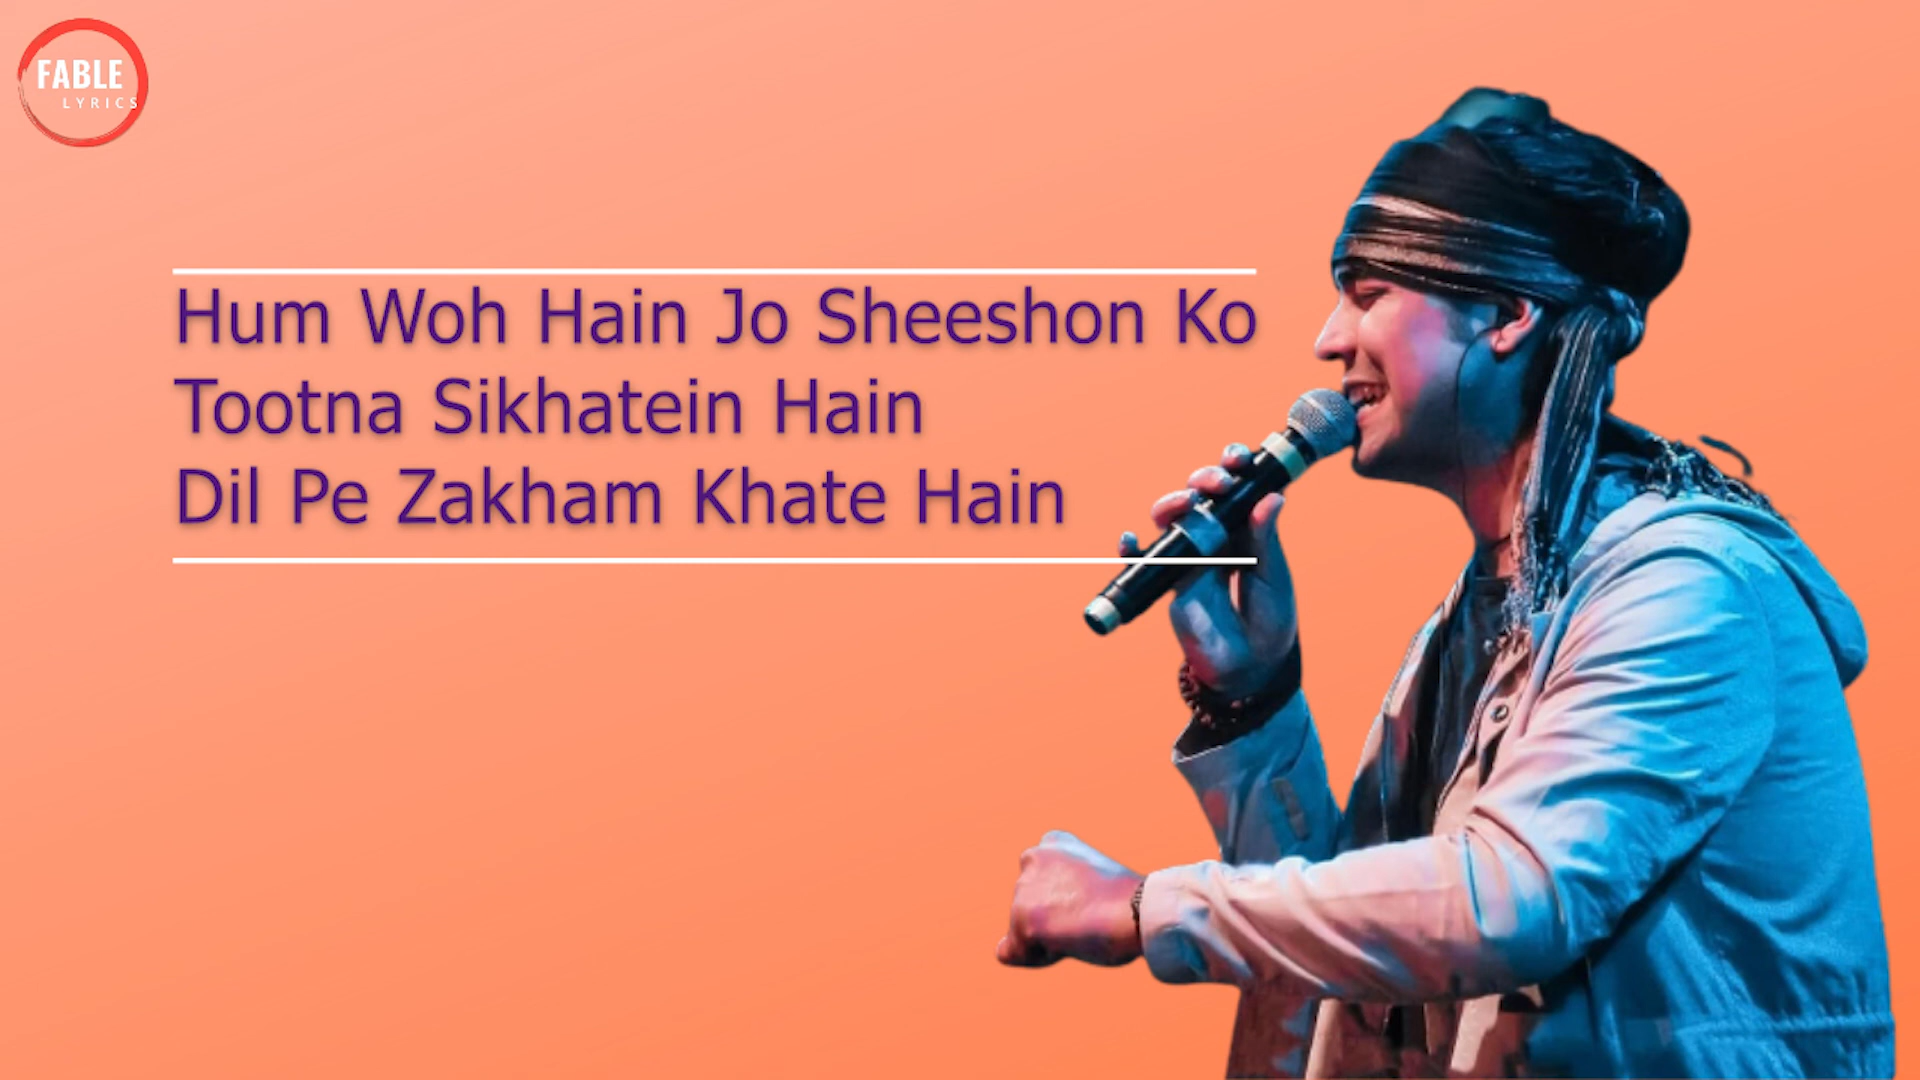 FABLE
LYRICS
Hum Woh Hain Jo Sheeshon Ko
Tootna Sikhatein Hain
Dil Pe Zakham Khate Hain